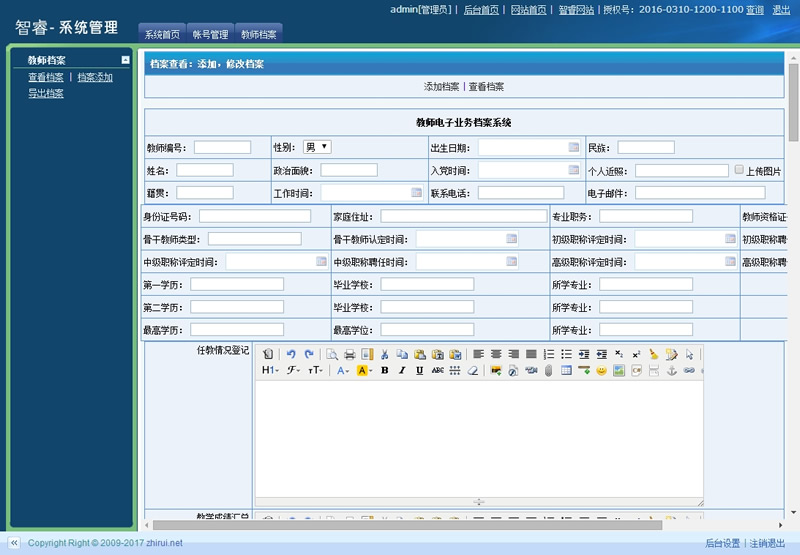 admin[管理员] | 后台首页 | 网站首页 | 智睿网站 | 授权号：2016-0310-1200-1100 查询 退出
智睿- 系统管理
系统首页 帐号管理 教师档案
教师档案
查看档案 | 档案添加
导出档案
档案查看：添加，修改档案
添加档案 | 查看档案
教师电子业务档案系统
教师编号： 性别： 男 出生日期： 民族：
姓名： 政治面貌： 入党时间： 个人近照： 上传图片
籍贯： 工作时间： 联系电话： 电子邮件：
身份证号码： 家庭住址： 专业职务： 教师资格证
骨干教师类型： 骨干教师认定时间： 初级职称评定时间： 初级职称聘
中级职称评定时间： 中级职称聘任时间： 高级职称评定时间： 高级职称聘
第一学历： 毕业学校： 所学专业：
第二学历： 毕业学校： 所学专业：
最高学历： 最高学位： 所学专业：
任教情况登记
H1 F тT A A B I U ABC
教学成绩汇总
Copyright Right © 2009-2017 zhirui.net 后台设置 | 注销退出